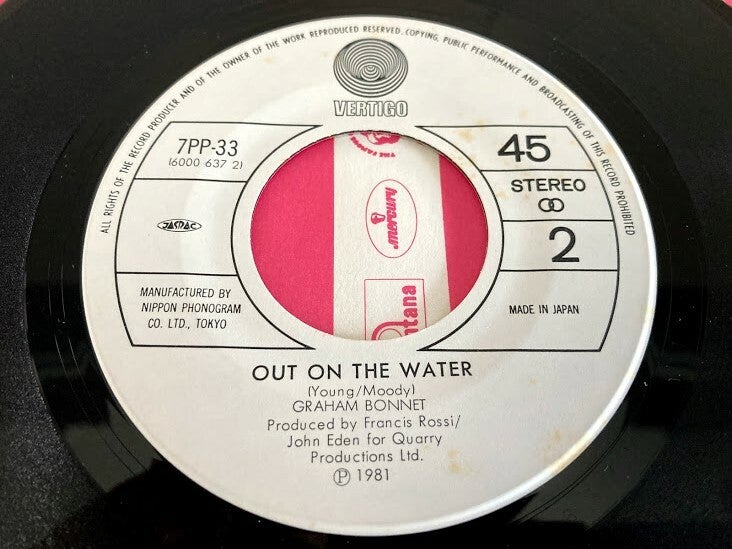 ALL RIGHTS OF THE RECORD PRODUCER AND OF THE OWNER OF THE WORK REPRODUCED RESERVED. COPYING, PUBLIC PERFORMANCE AND BROADCASTING OF THIS RECORD PROHIBITED
VERTIGO
7PP-33
(6000 637 2)
45
STEREO
2
JASRAC
mercury
ntana
MANUFACTURED BY
NIPPON PHONOGRAM
CO. LTD., TOKYO
MADE IN JAPAN
OUT ON THE WATER
(Young/Moody)
GRAHAM BONNET
Produced by Francis Rossi/
John Eden for Quarry
Productions Ltd.
Ⓟ 1981